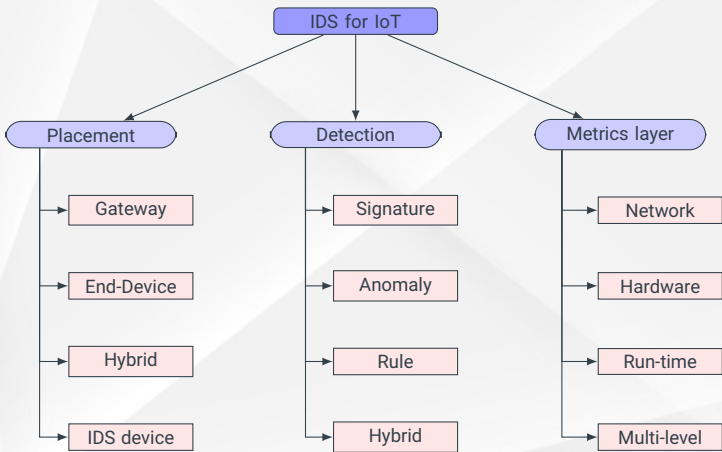 IDS for IoT
Placement
Detection
Metrics layer
Gateway
Signature
Network
End-Device
Anomaly
Hardware
Hybrid
Rule
Run-time
IDS device
Hybrid
Multi-level